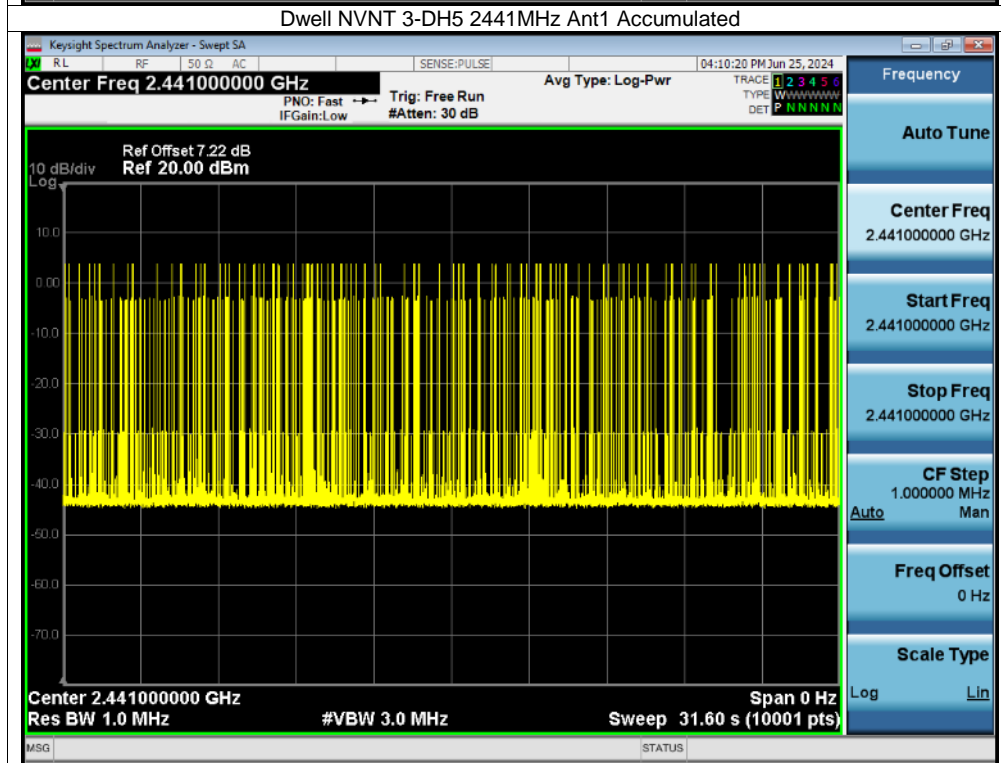 Dwell NVNT 3-DH5 2441MHz Ant1 Accumulated
Keysight Spectrum Analyzer - Swept SA
RL RF 50 Ω AC SENSE:PULSE 04:10:20 PM Jun 25, 2024
Center Freq 2.441000000 GHz
PNO: Fast
IFGain:Low
Trig: Free Run
#Atten: 30 dB
Avg Type: Log-Pwr
TRACE 1 2 3 4 5 6
TYPE WWWWWW
DET P N N N N N
Ref Offset 7.22 dB
10 dB/div Ref 20.00 dBm
Log
10.0
0.00
-10.0
-20.0
-30.0
-40.0
-50.0
-60.0
-70.0
Center 2.441000000 GHz Span 0 Hz
Res BW 1.0 MHz #VBW 3.0 MHz Sweep 31.60 s (10001 pts)
MSG STATUS
Frequency
Auto Tune
Center Freq
2.441000000 GHz
Start Freq
2.441000000 GHz
Stop Freq
2.441000000 GHz
CF Step
1.000000 MHz
Auto Man
Freq Offset
0 Hz
Scale Type
Log Lin